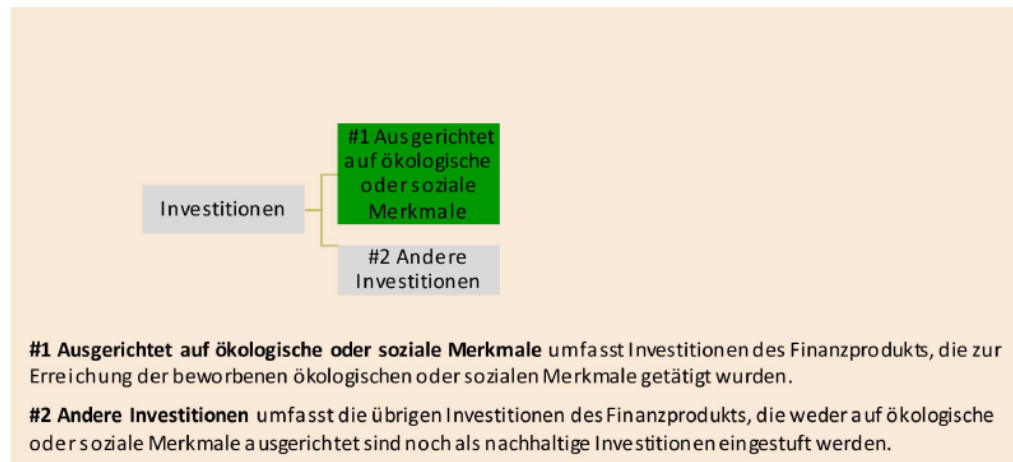 #1 Ausgerichtet
auf ökologische
oder soziale
Merkmale
Investitionen
#2 Andere
Investitionen
#1 Ausgerichtet auf ökologische oder soziale Merkmale umfasst Investitionen des Finanzprodukts, die zur
Erreichung der beworbenen ökologischen oder sozialen Merkmale getätigt wurden.
#2 Andere Investitionen umfasst die übrigen Investitionen des Finanzprodukts, die weder auf ökologische
oder soziale Merkmale ausgerichtet sind noch als nachhaltige Investitionen eingestuft werden.